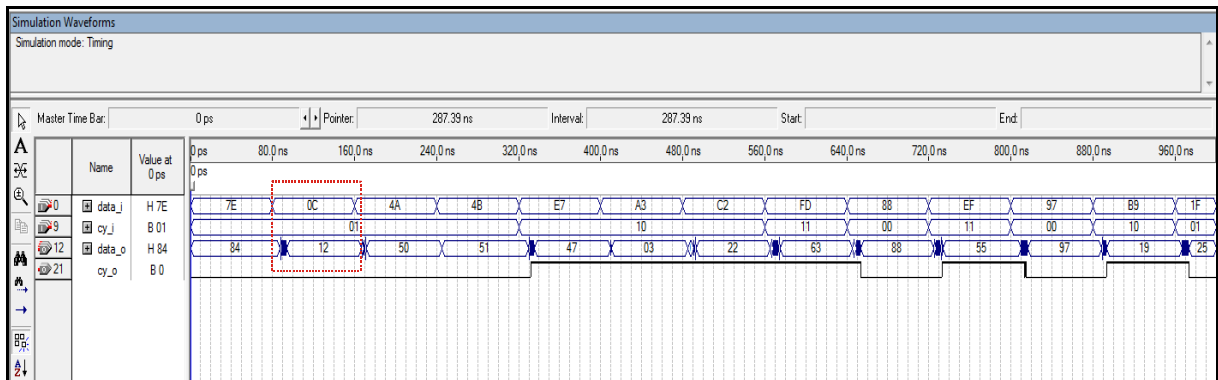 Simulation Waveforms
Simulation mode: Timing
Master Time Bar: 0 ps Pointer: 287.39 ns Interval: 287.39 ns Start: End:
Name Value at 0 ps 0 ps 80.0 ns 160.0 ns 240.0 ns 320.0 ns 400.0 ns 480.0 ns 560.0 ns 640.0 ns 720.0 ns 800.0 ns 880.0 ns 960.0 ns
0 ps
0 data_i H 7E 7E 0C 4A 4B E7 A3 C2 FD 88 EF 97 B9 1F
9 cy_i B 01 01 10 11 00 11 00 10 01
12 data_o H 84 84 12 50 51 47 03 22 63 88 55 97 19 25
21 cy_o B 0